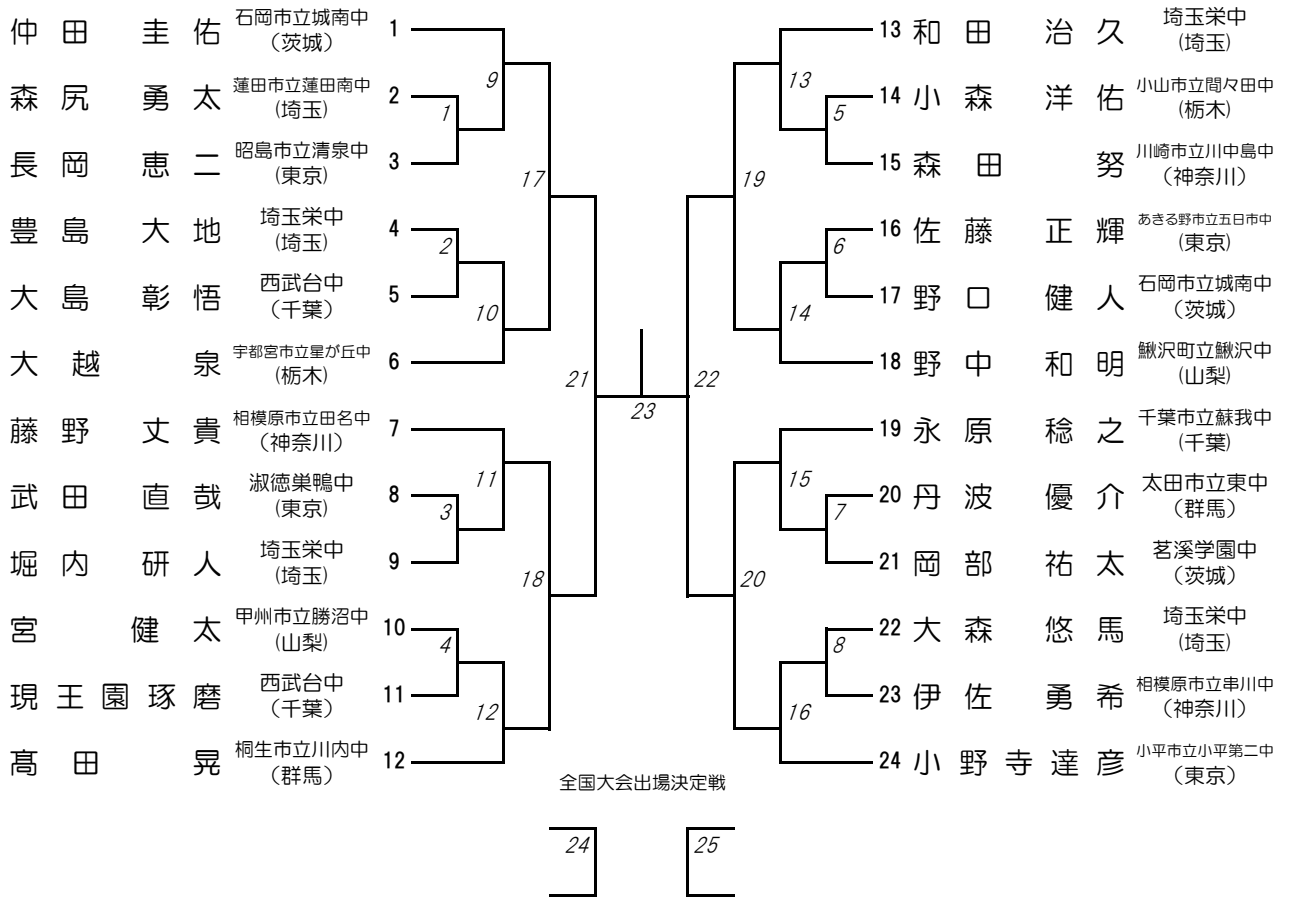 仲田 圭佑 石岡市立城南中 (茨城) 1
森尻 勇太 蓮田市立蓮田南中 (埼玉) 2
長岡 恵二 昭島市立清泉中 (東京) 3
豊島 大地 埼玉栄中 (埼玉) 4
大島 彰悟 西武台中 (千葉) 5
大越 泉 宇都宮市立星が丘中 (栃木) 6
藤野 丈貴 相模原市立田名中 (神奈川) 7
武田 直哉 淑徳巣鴨中 (東京) 8
堀内 研人 埼玉栄中 (埼玉) 9
宮 健太 甲州市立勝沼中 (山梨) 10
現王園琢磨 西武台中 (千葉) 11
髙田 晃 桐生市立川内中 (群馬) 12
1
2
3
4
9
10
11
12
17
18
21
23
22
19
20
13
14
15
16
5
6
7
8
13 和田 治久 埼玉栄中 (埼玉)
14 小森 洋佑 小山市立間々田中 (栃木)
15 森田 努 川崎市立川中島中 (神奈川)
16 佐藤 正輝 あきる野市立五日市中 (東京)
17 野口 健人 石岡市立城南中 (茨城)
18 野中 和明 鰍沢町立鰍沢中 (山梨)
19 永原 稔之 千葉市立蘇我中 (千葉)
20 丹波 優介 太田市立東中 (群馬)
21 岡部 祐太 茗溪学園中 (茨城)
22 大森 悠馬 埼玉栄中 (埼玉)
23 伊佐 勇希 相模原市立串川中 (神奈川)
24 小野寺達彦 小平市立小平第二中 (東京)
全国大会出場決定戦
24
25